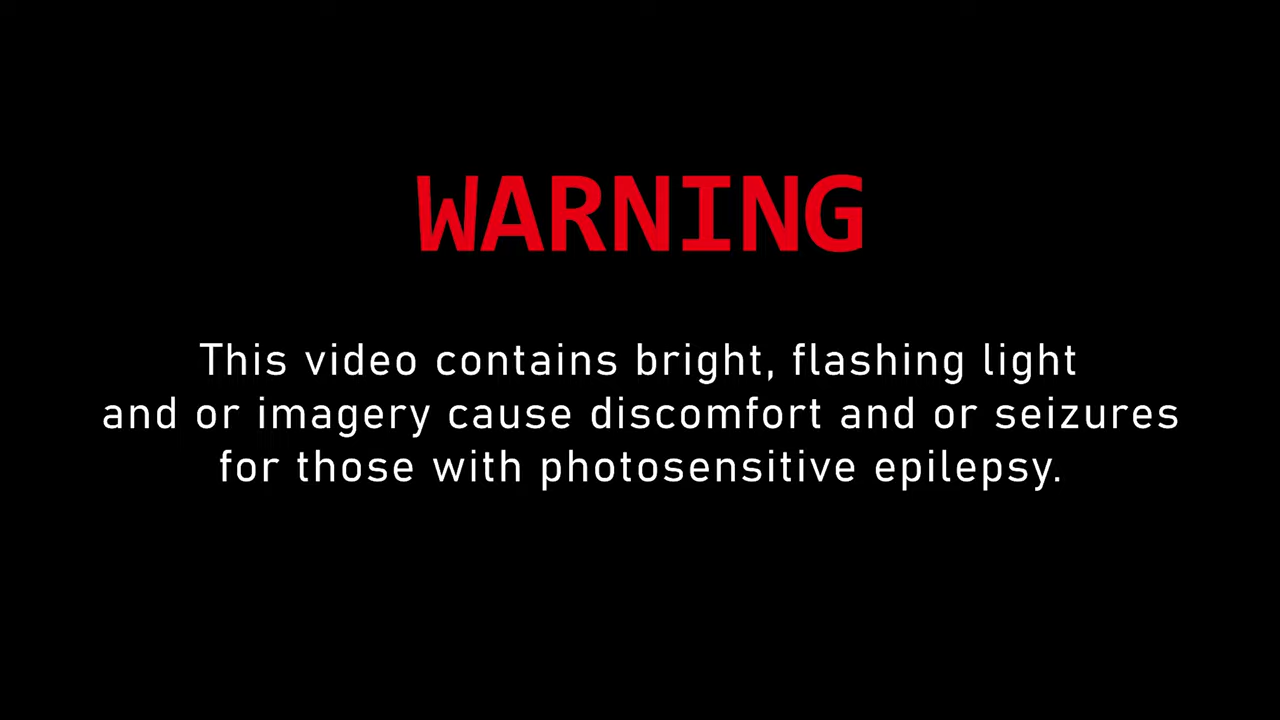 WARNING
This video contains bright, flashing light
and or imagery cause discomfort and or seizures
for those with photosensitive epilepsy.